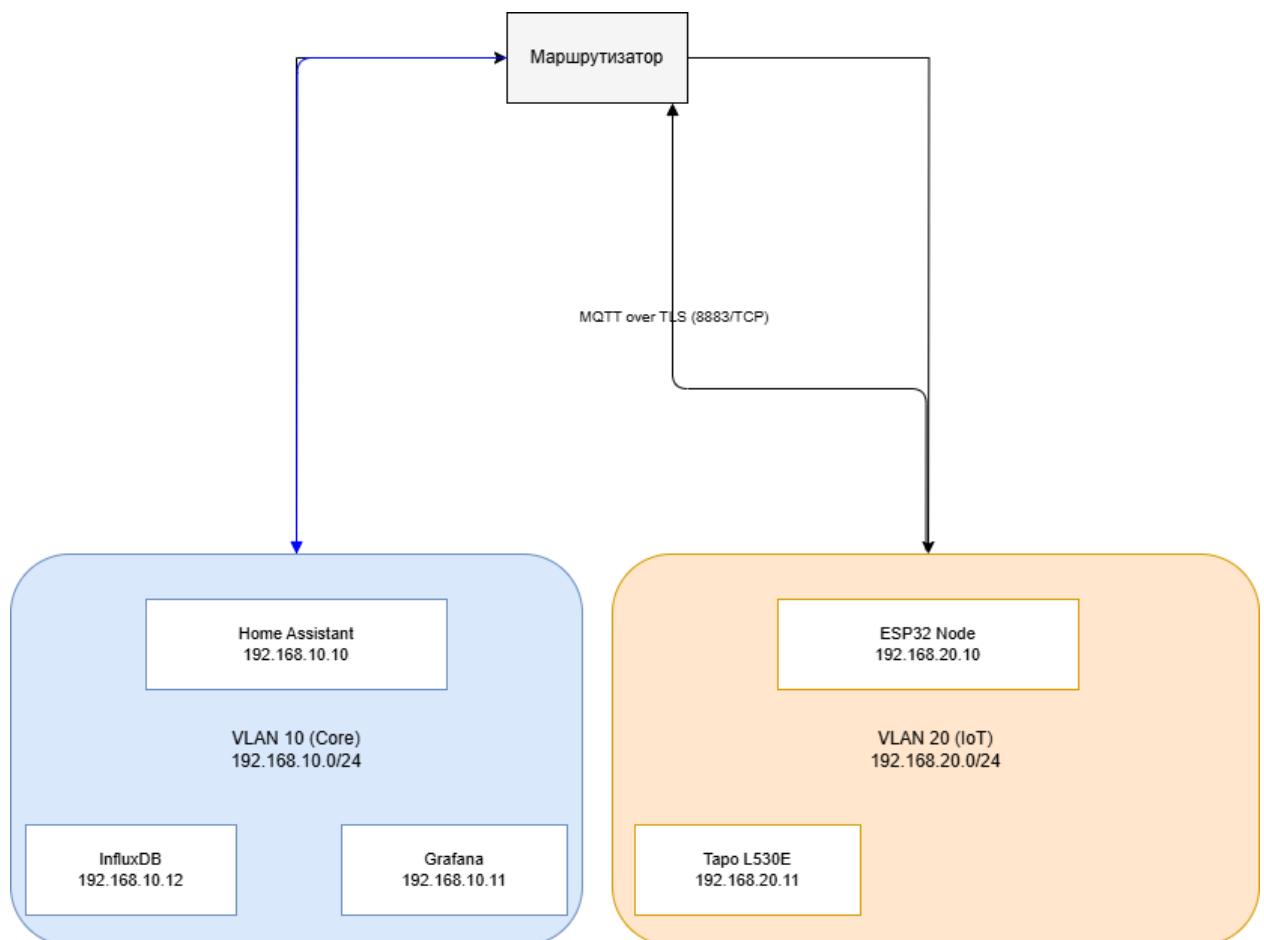 Маршрутизатор
MQTT over TLS (8883/TCP)
Home Assistant
192.168.10.10
VLAN 10 (Core)
192.168.10.0/24
InfluxDB
192.168.10.12
Grafana
192.168.10.11
ESP32 Node
192.168.20.10
VLAN 20 (IoT)
192.168.20.0/24
Tapo L530E
192.168.20.11